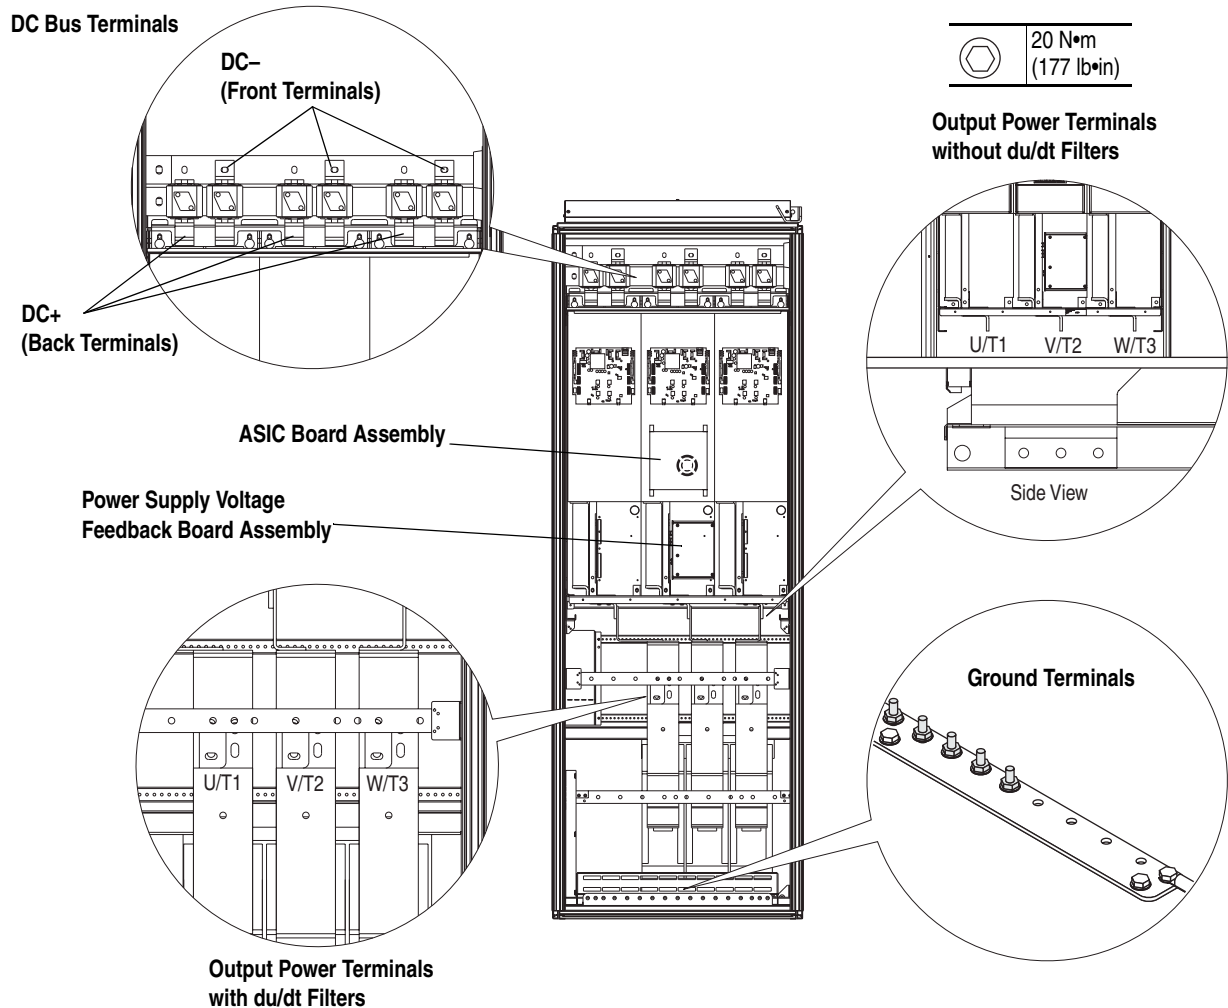 DC Bus Terminals
DC–
(Front Terminals)
DC+
(Back Terminals)
20 N•m
(177 lb•in)
Output Power Terminals
without du/dt Filters
U/T1 V/T2 W/T3
Side View
ASIC Board Assembly
Power Supply Voltage
Feedback Board Assembly
Ground Terminals
U/T1 V/T2 W/T3
Output Power Terminals
with du/dt Filters